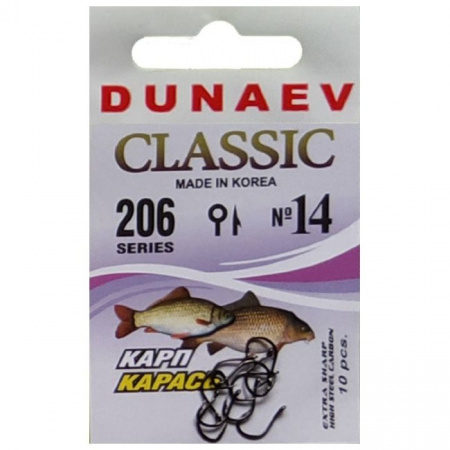 DUNAEV
CLASSIC
MADE IN KOREA
206
SERIES
№14
КАРП
КАРАСЬ
EXTRA SHARP
HIGH STEEL CARBON
10 pcs.